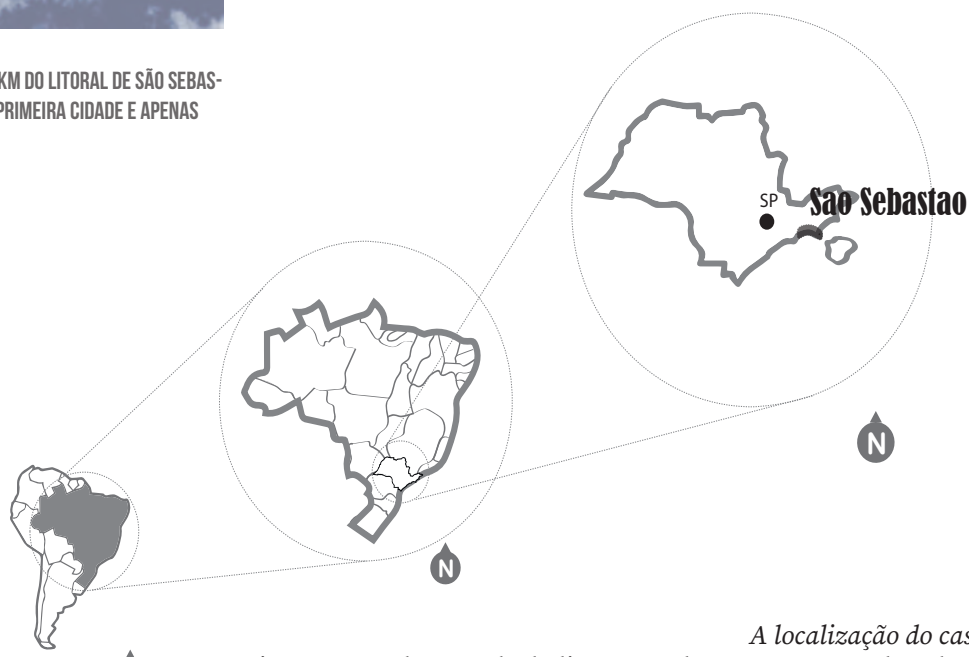 KM DO LITORAL DE SÃO SEBAS-
PRIMEIRA CIDADE E APENAS
SP
Sao Sebastao
N
N
A localização do cas